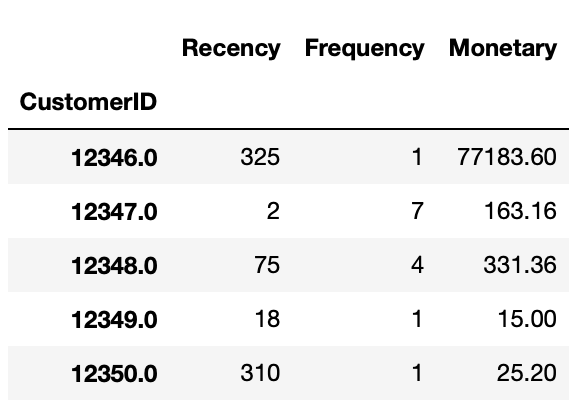 Recency Frequency Monetary
CustomerID
12346.0 325 1 77183.60
12347.0 2 7 163.16
12348.0 75 4 331.36
12349.0 18 1 15.00
12350.0 310 1 25.20